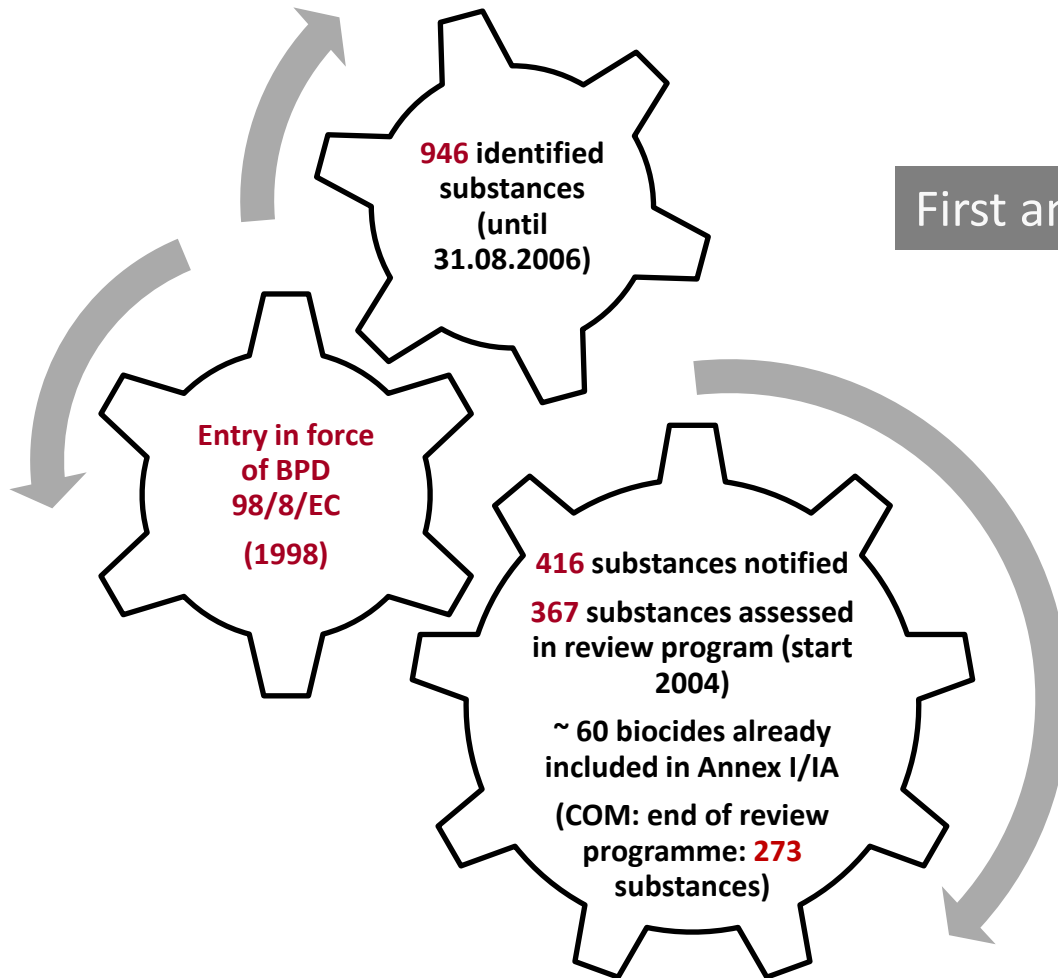 946 identified
substances
(until
31.08.2006)
First ar
Entry in force
of BPD
98/8/EC
(1998)
416 substances notified
367 substances assessed
in review program (start
2004)
~ 60 biocides already
included in Annex I/IA
(COM: end of review
programme: 273
substances)